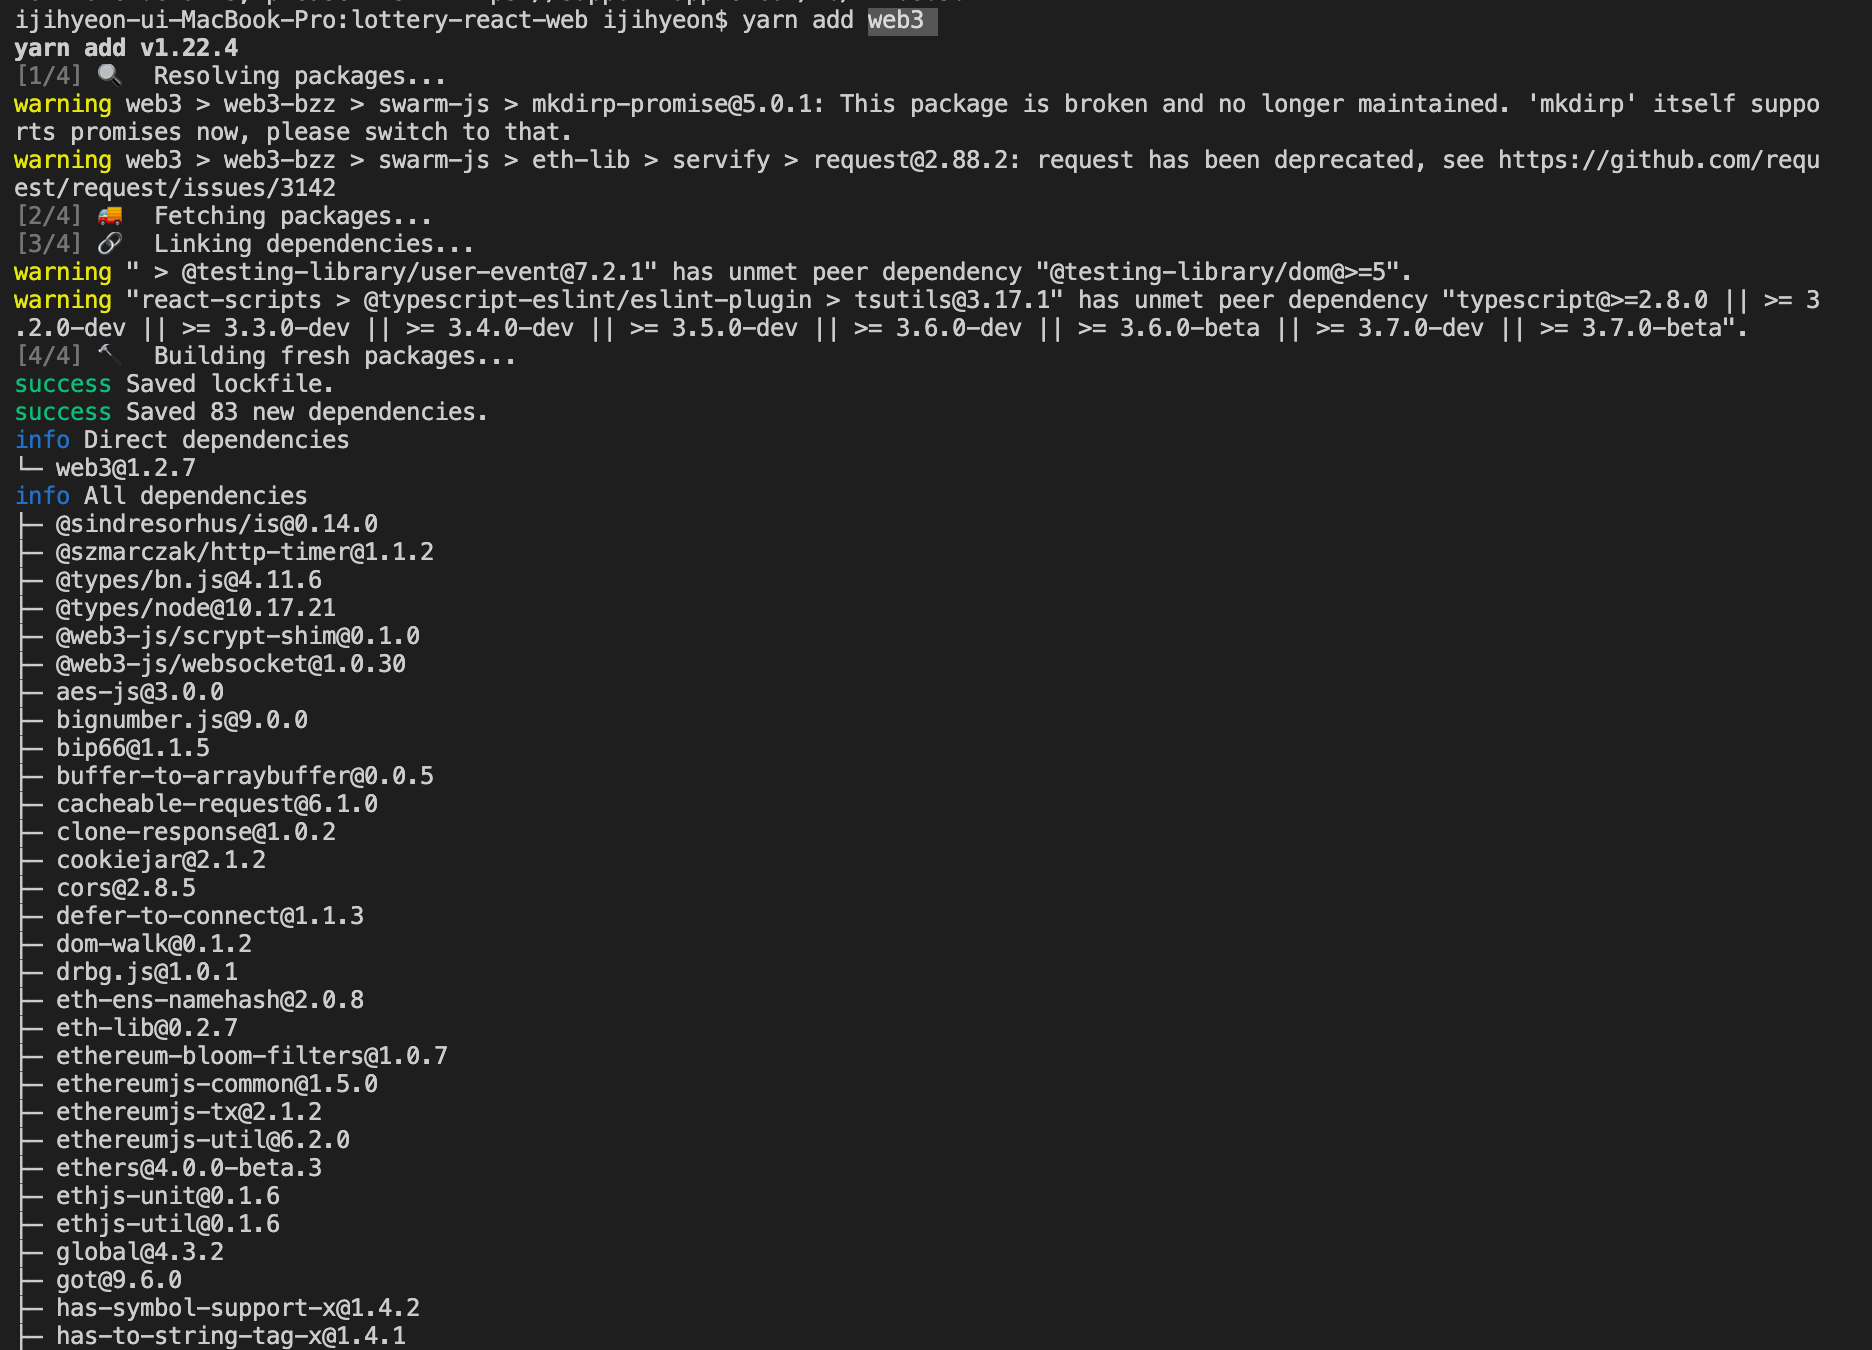 ijihyeon-ui-MacBook-Pro:lottery-react-web ijihyeon$ yarn add web3
yarn add v1.22.4
[1/4] 🔍  Resolving packages...
warning web3 > web3-bzz > swarm-js > mkdirp-promise@5.0.1: This package is broken and no longer maintained. 'mkdirp' itself suppo
rts promises now, please switch to that.
warning web3 > web3-bzz > swarm-js > eth-lib > servify > request@2.88.2: request has been deprecated, see https://github.com/requ
est/request/issues/3142
[2/4] 🚚  Fetching packages...
[3/4] 🔗  Linking dependencies...
warning " > @testing-library/user-event@7.2.1" has unmet peer dependency "@testing-library/dom@>=5".
warning "react-scripts > @typescript-eslint/eslint-plugin > tsutils@3.17.1" has unmet peer dependency "typescript@>=2.8.0 || >= 3
.2.0-dev || >= 3.3.0-dev || >= 3.4.0-dev || >= 3.5.0-dev || >= 3.6.0-dev || >= 3.6.0-beta || >= 3.7.0-dev || >= 3.7.0-beta".
[4/4] 🔨  Building fresh packages...
success Saved lockfile.
success Saved 83 new dependencies.
info Direct dependencies
└─ web3@1.2.7
info All dependencies
├─ @sindresorhus/is@0.14.0
├─ @szmarczak/http-timer@1.1.2
├─ @types/bn.js@4.11.6
├─ @types/node@10.17.21
├─ @web3-js/scrypt-shim@0.1.0
├─ @web3-js/websocket@1.0.30
├─ aes-js@3.0.0
├─ bignumber.js@9.0.0
├─ bip66@1.1.5
├─ buffer-to-arraybuffer@0.0.5
├─ cacheable-request@6.1.0
├─ clone-response@1.0.2
├─ cookiejar@2.1.2
├─ cors@2.8.5
├─ defer-to-connect@1.1.3
├─ dom-walk@0.1.2
├─ drbg.js@1.0.1
├─ eth-ens-namehash@2.0.8
├─ eth-lib@0.2.7
├─ ethereum-bloom-filters@1.0.7
├─ ethereumjs-common@1.5.0
├─ ethereumjs-tx@2.1.2
├─ ethereumjs-util@6.2.0
├─ ethers@4.0.0-beta.3
├─ ethjs-unit@0.1.6
├─ ethjs-util@0.1.6
├─ global@4.3.2
├─ got@9.6.0
├─ has-symbol-support-x@1.4.2
├─ has-to-string-tag-x@1.4.1